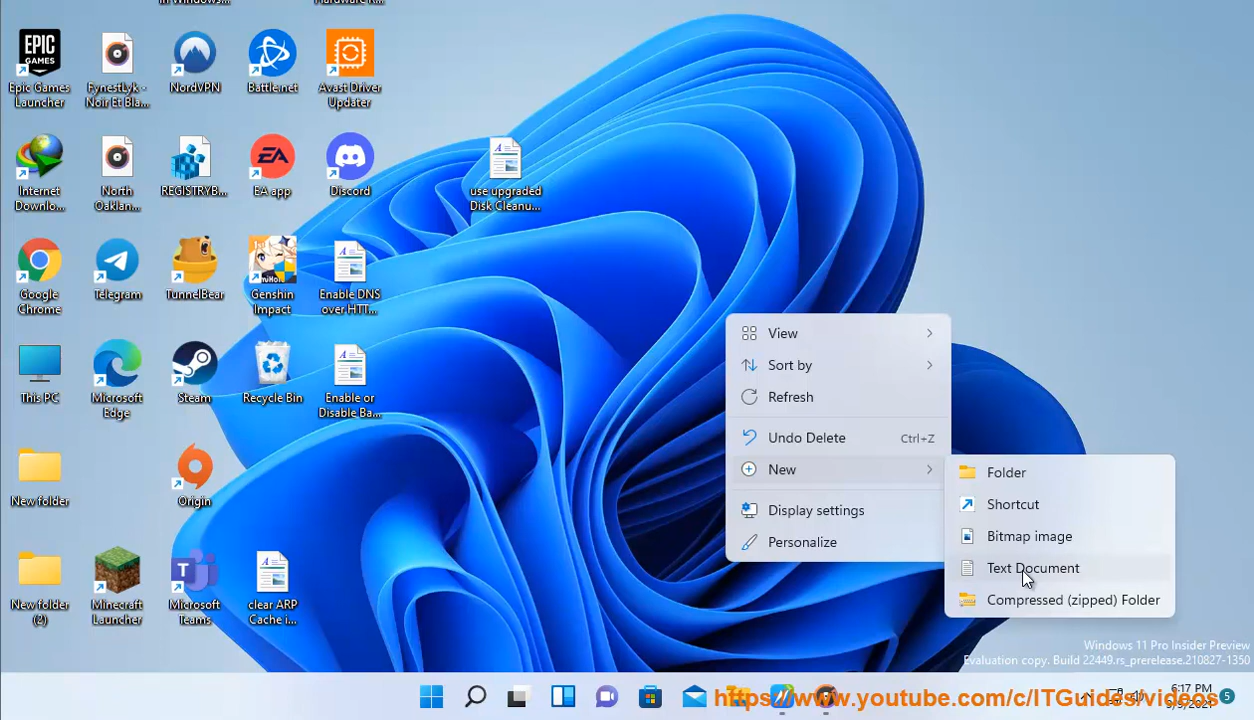 Hardware R...
EPIC
GAMES
Epic Games
Launcher
FynestLyk -
Noir Et Bla...
NordVPN
Battle.net
Avast Driver
Updater
Internet
Downlo...
North
Oaklan...
REGISTRYB...
EA
EA app
Discord
A
use upgraded
Disk Cleanu...
Google
Chrome
Telegram
TunnelBear
Genshin
Impact
A
Enable DNS
over HTT...
This PC
Microsoft
Edge
Steam
Recycle Bin
A
Enable or
Disable Ba...
New folder
Origin
New folder
(2)
Minecraft
Launcher
Microsoft
Teams
A
clear ARP
Cache i...
View
Sort by
Refresh
Undo Delete Ctrl+Z
New
Display settings
Personalize
Folder
Shortcut
Bitmap image
Text Document
Compressed (zipped) Folder
Windows 11 Pro Insider Preview
Evaluation copy. Build 22449.rs_prerelease.210827-1350
https://www.youtube.com/c/ITGuides/videos
6:17 PM
5